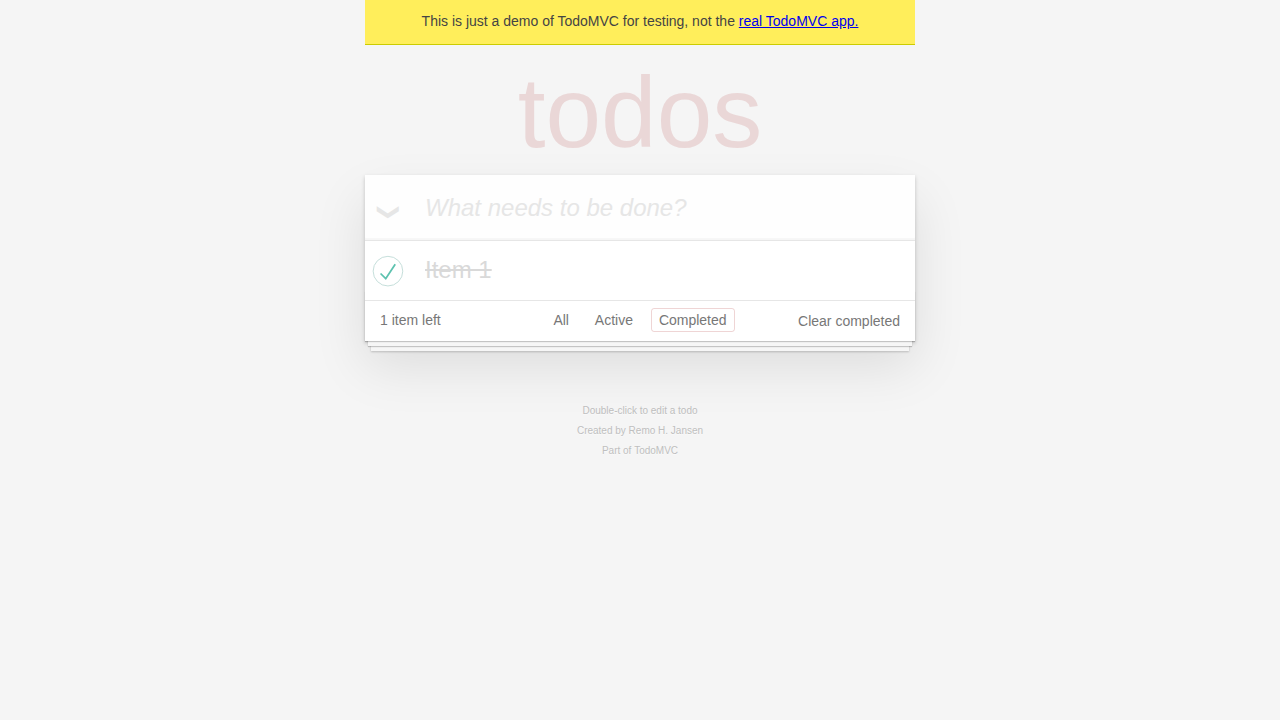 This is just a demo of TodoMVC for testing, not the real TodoMVC app.
todos
What needs to be done?
Item 1
1 item left All Active Completed Clear completed
Double-click to edit a todo
Created by Remo H. Jansen
Part of TodoMVC